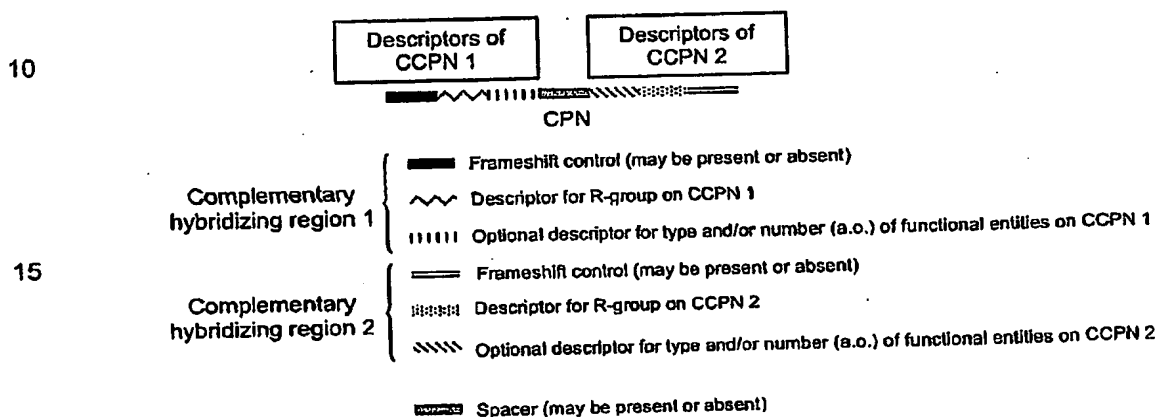 Descriptors of CCPN 1
Descriptors of CCPN 2
10
CPN
Frameshift control (may be present or absent)
Complementary hybridizing region 1
Descriptor for R-group on CCPN 1
Optional descriptor for type and/or number (a.o.) of functional entities on CCPN 1
15
Frameshift control (may be present or absent)
Complementary hybridizing region 2
Descriptor for R-group on CCPN 2
Optional descriptor for type and/or number (a.o.) of functional entities on CCPN 2
Spacer (may be present or absent)